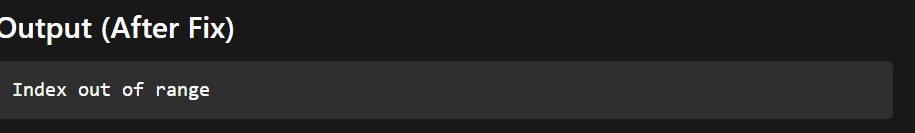 Output (After Fix)
Index out of range